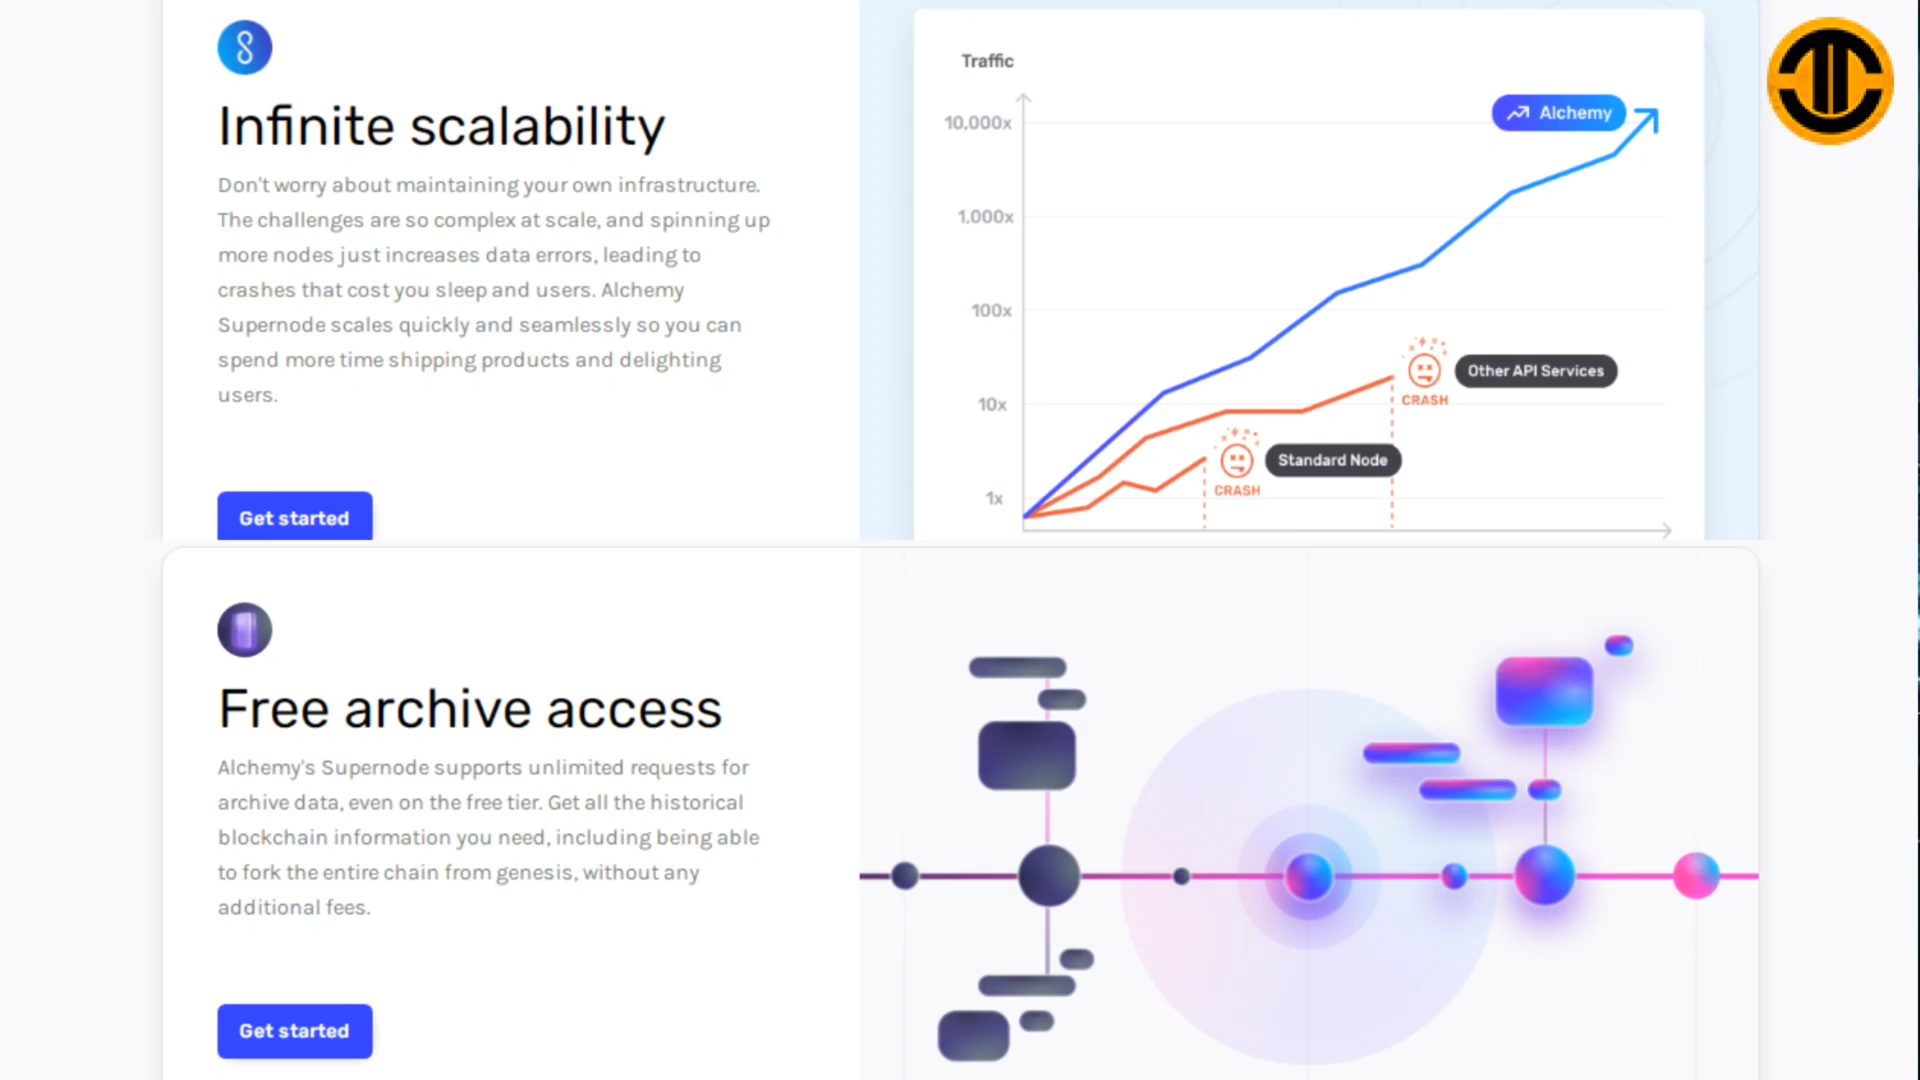 Infinite scalability
Don't worry about maintaining your own infrastructure.
The challenges are so complex at scale, and spinning up
more nodes just increases data errors, leading to
crashes that cost you sleep and users. Alchemy
Supernode scales quickly and seamlessly so you can
spend more time shipping products and delighting
users.
Get started
Traffic
10,000x
1,000x
100x
10x
1x
Alchemy
Other API Services
CRASH
Standard Node
CRASH
Free archive access
Alchemy's Supernode supports unlimited requests for
archive data, even on the free tier. Get all the historical
blockchain information you need, including being able
to fork the entire chain from genesis, without any
additional fees.
Get started